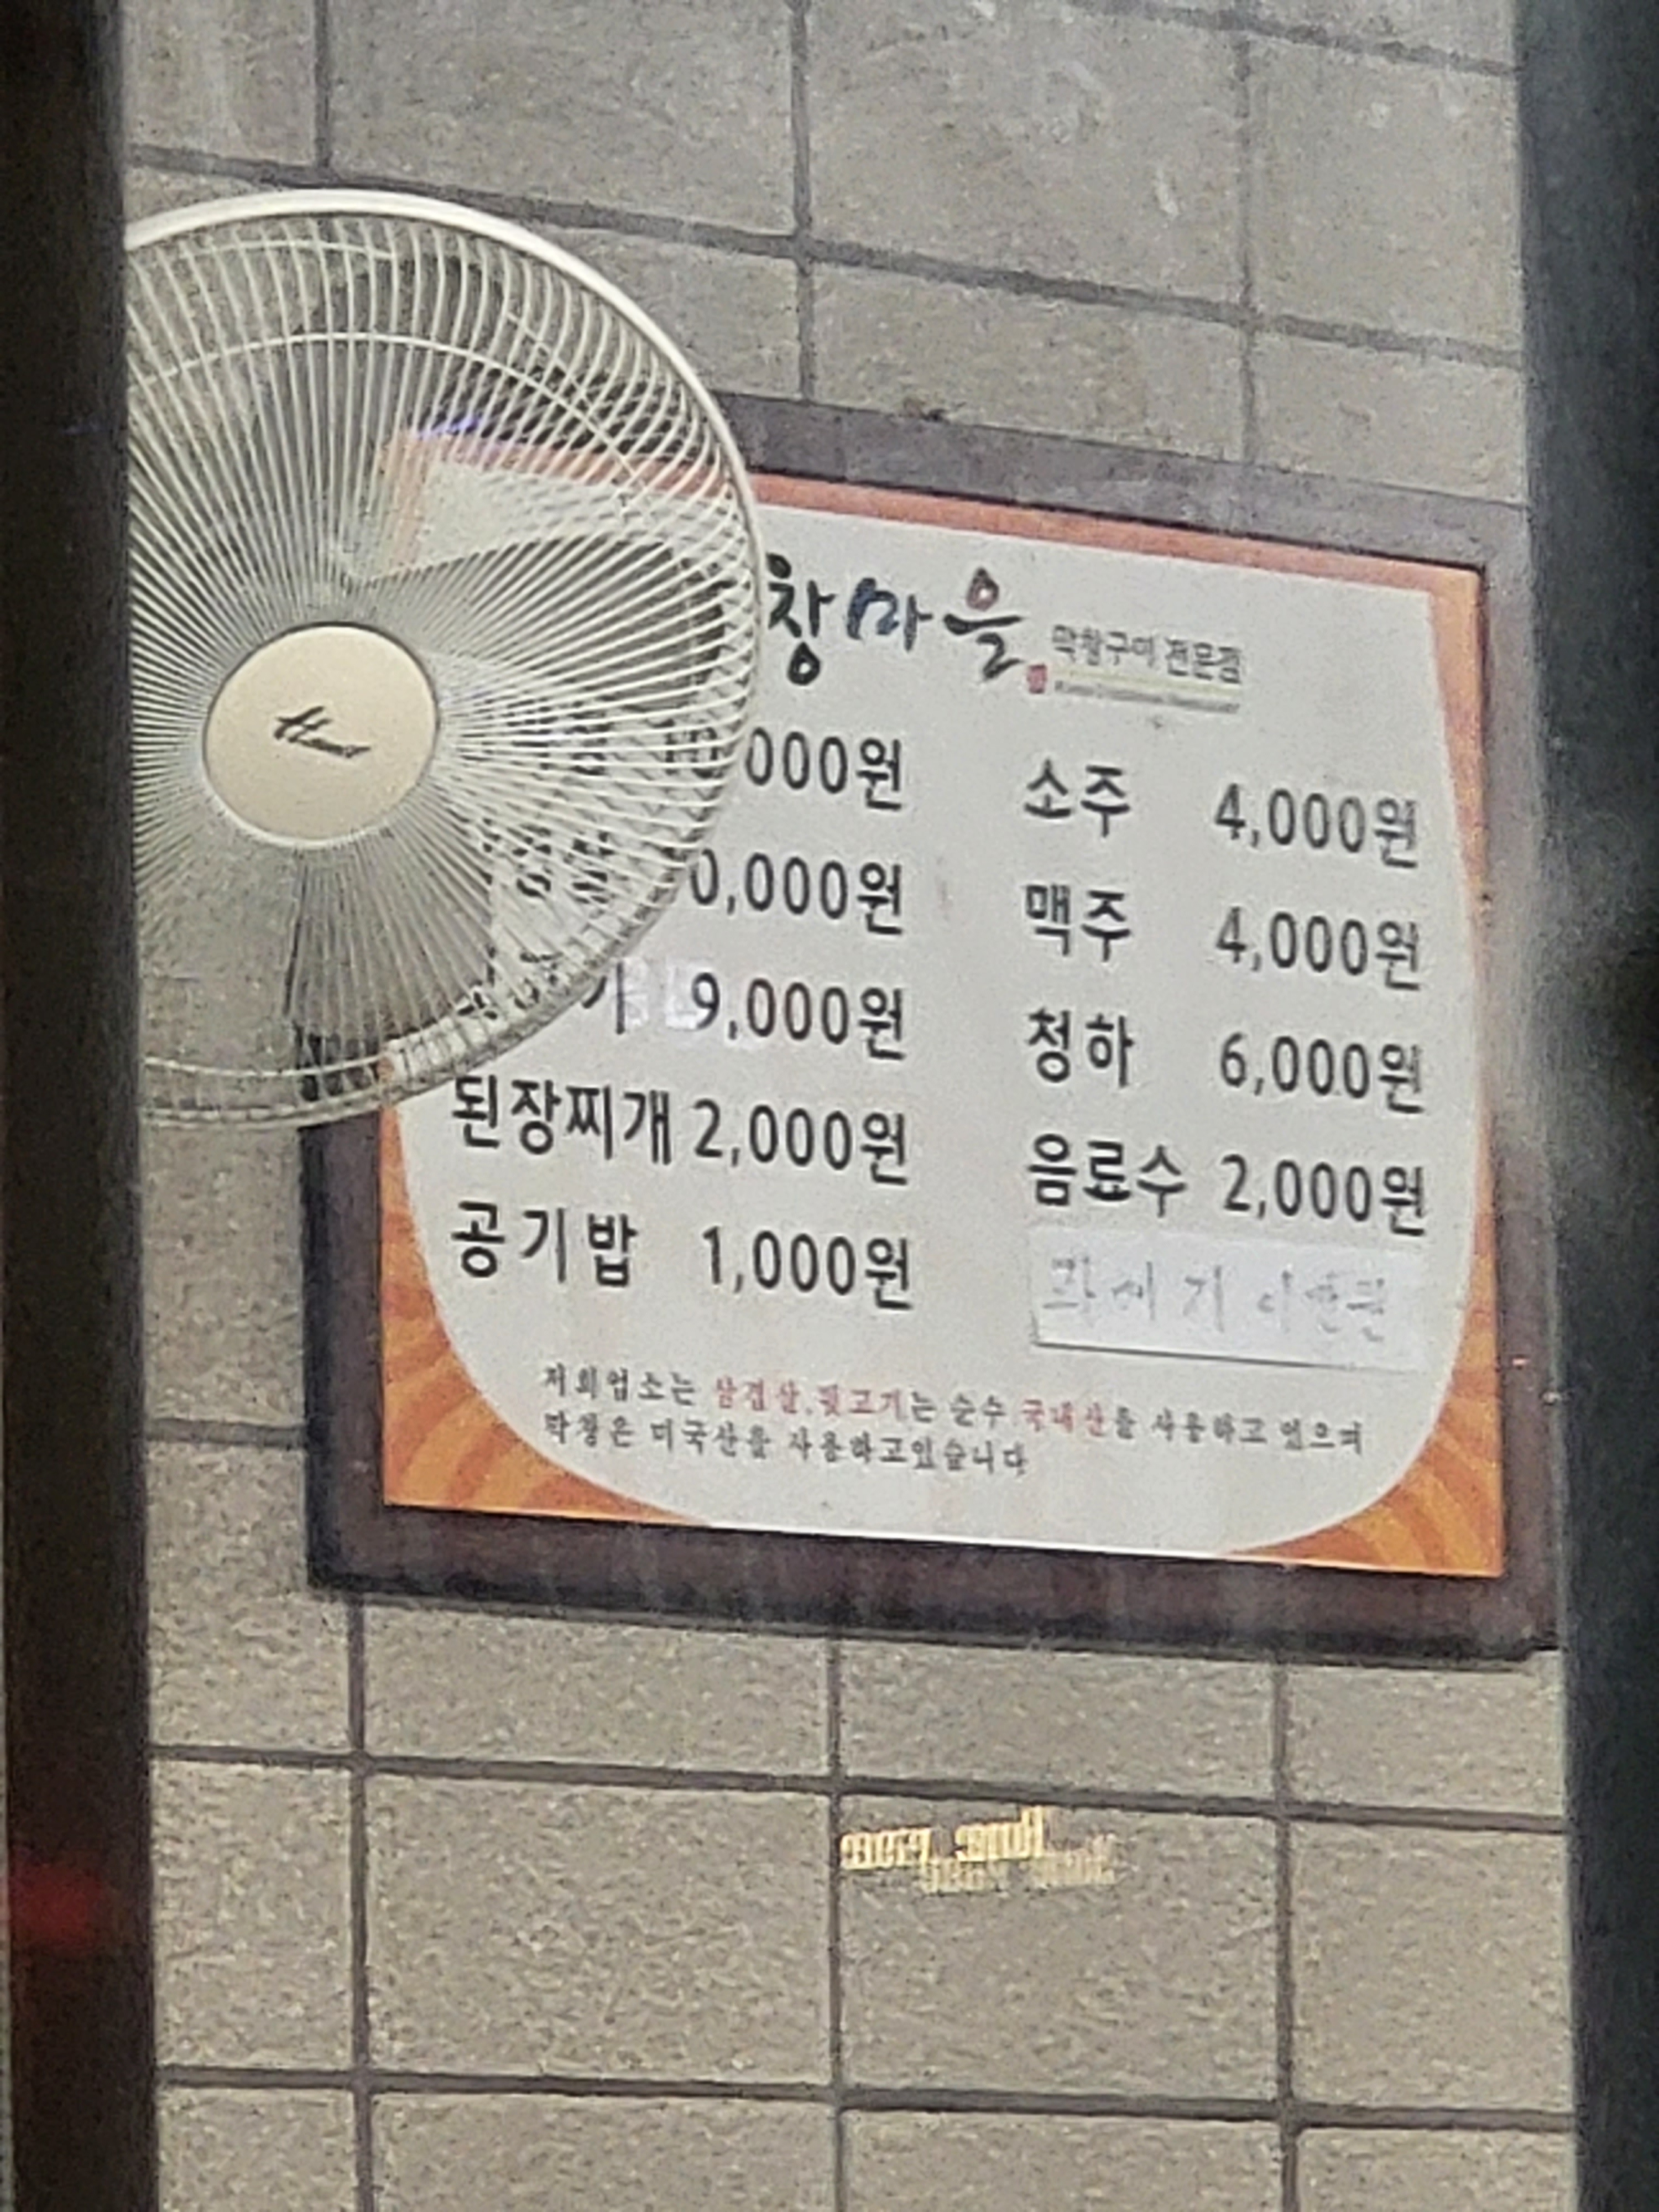 창마을
막창구이 전문점
000원
0,000원
기 9,000원
된장찌개 2,000원
공기밥 1,000원
소주 4,000원
맥주 4,000원
청하 6,000원
음료수 2,000원
저희업소는 삼겹살,뒷고기는 순수 국내산을 사용하고 있으며
막창은 미국산을 사용하고있습니다